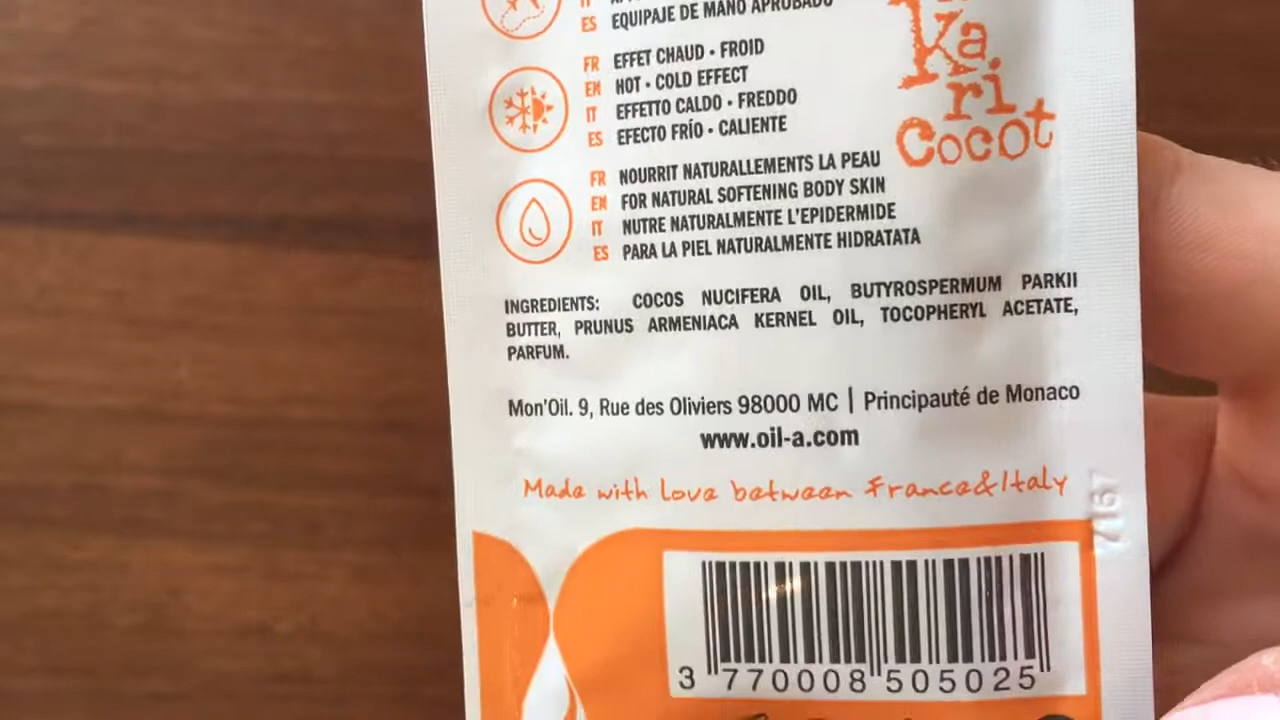 IT
ES EQUIPAJE DE MANO APROBADO
FR EFFET CHAUD • FROID
EN HOT • COLD EFFECT
IT EFFETTO CALDO • FREDDO
ES EFECTO FRÍO • CALIENTE
Ka
ri
Cocot
FR NOURRIT NATURALLEMENTS LA PEAU
EN FOR NATURAL SOFTENING BODY SKIN
IT NUTRE NATURALMENTE L'EPIDERMIDE
ES PARA LA PIEL NATURALMENTE HIDRATATA
INGREDIENTS: COCOS NUCIFERA OIL, BUTYROSPERMUM PARKII
BUTTER, PRUNUS ARMENIACA KERNEL OIL, TOCOPHERYL ACETATE,
PARFUM.
Mon'Oil. 9, Rue des Oliviers 98000 MC | Principauté de Monaco
www.oil-a.com
Made with Love between France&Italy
7157
3 770008 505025